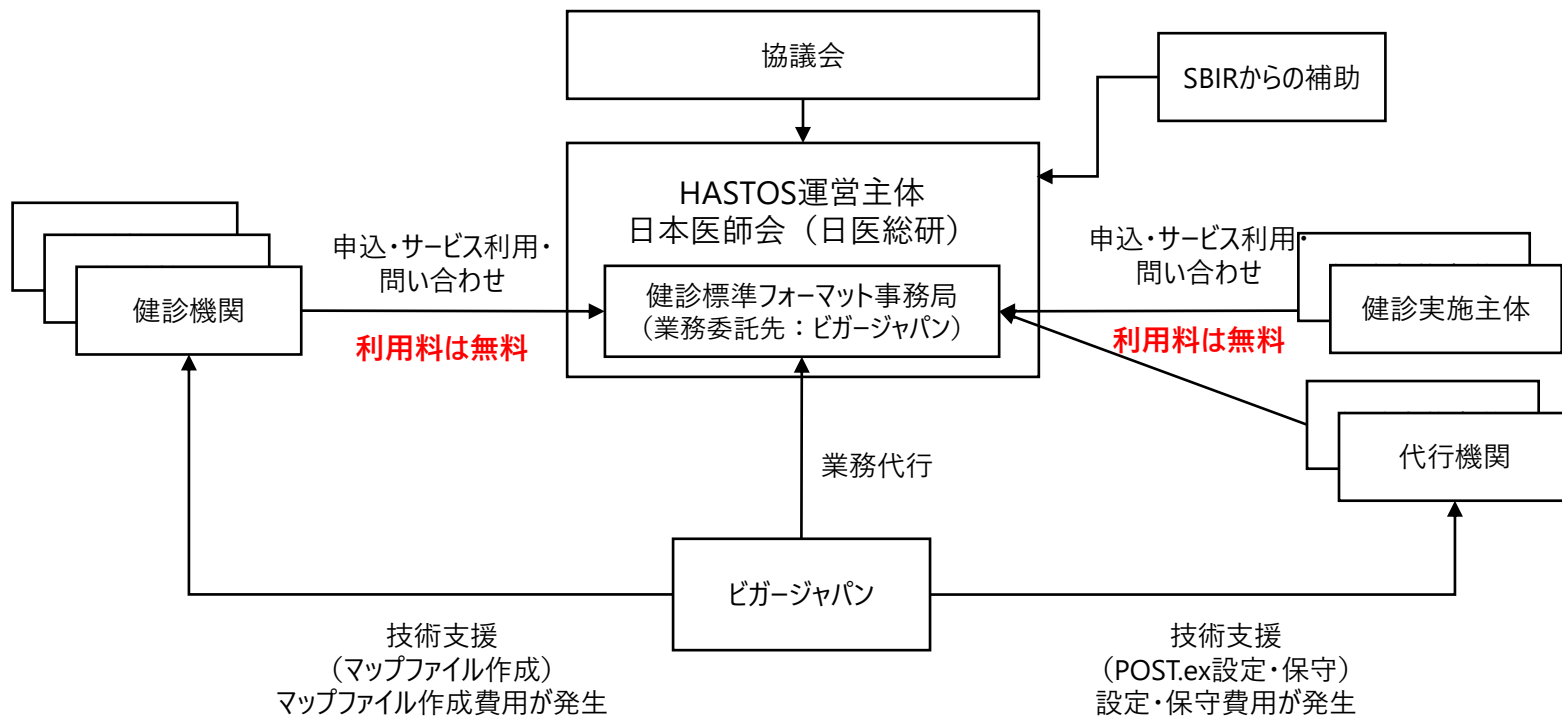 協議会
SBIRからの補助
HASTOS運営主体
日本医師会（日医総研）
健診標準フォーマット事務局
（業務委託先：ビガージャパン）
申込・サービス利用・
問い合わせ
利用料は無料
健診機関
申込・サービス利用・
問い合わせ
利用料は無料
健診実施主体
代行機関
業務代行
ビガージャパン
技術支援
（マップファイル作成）
マップファイル作成費用が発生
技術支援
（POST.ex設定・保守）
設定・保守費用が発生